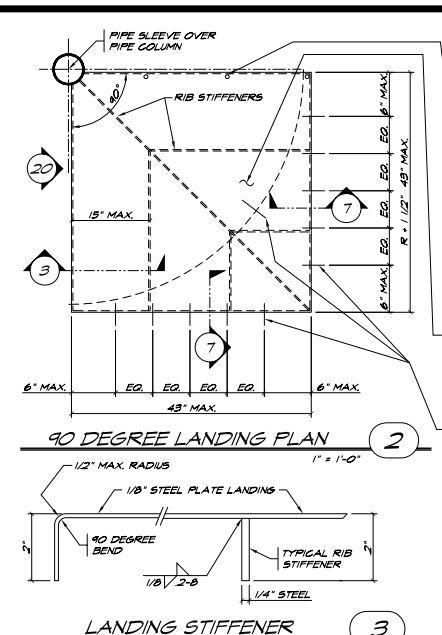 PIPE SLEEVE OVER
PIPE COLUMN
90°
RIB STIFFENERS
6" MAX.
EQ.
EQ.
EQ.
EQ.
6" MAX.
R + 1 1/2" 43" MAX.
20
15" MAX.
7
3
7
6" MAX.
EQ.
EQ.
EQ.
EQ.
6" MAX.
43" MAX.
90 DEGREE LANDING PLAN
2
1" = 1'-0"
1/2" MAX. RADIUS
1/8" STEEL PLATE LANDING
2"
90 DEGREE
BEND
1/8
2-8
TYPICAL RIB
STIFFENER
2"
1/4" STEEL
LANDING STIFFENER
3